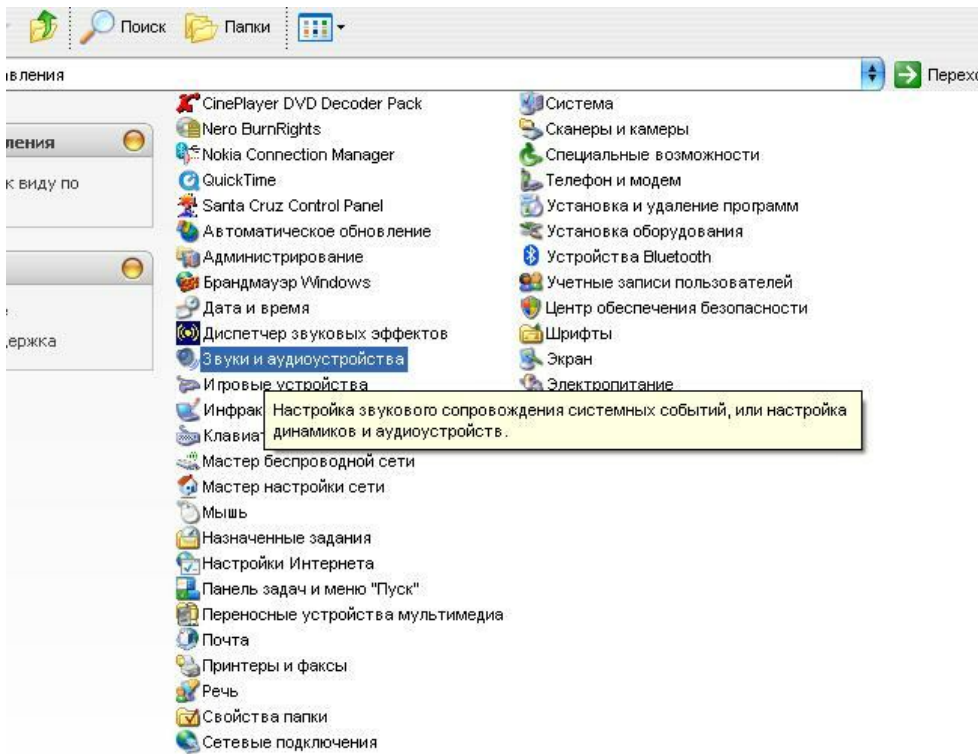 Поиск
Папки
вления
Перехо
ления
к виду по
держка
CinePlayer DVD Decoder Pack
Nero BurnRights
Nokia Connection Manager
QuickTime
Santa Cruz Control Panel
Автоматическое обновление
Администрирование
Брандмауэр Windows
Дата и время
Диспетчер звуковых эффектов
Звуки и аудиоустройства
Игровые устройства
Инфрак
Клавиат
Мастер беспроводной сети
Мастер настройки сети
Мышь
Назначенные задания
Настройки Интернета
Панель задач и меню "Пуск"
Переносные устройства мультимедиа
Почта
Принтеры и факсы
Речь
Свойства папки
Сетевые подключения
Система
Сканеры и камеры
Специальные возможности
Телефон и модем
Установка и удаление программ
Установка оборудования
Устройства Bluetooth
Учетные записи пользователей
Центр обеспечения безопасности
Шрифты
Экран
Электропитание
Настройка звукового сопровождения системных событий, или настройка
динамиков и аудиоустройств.